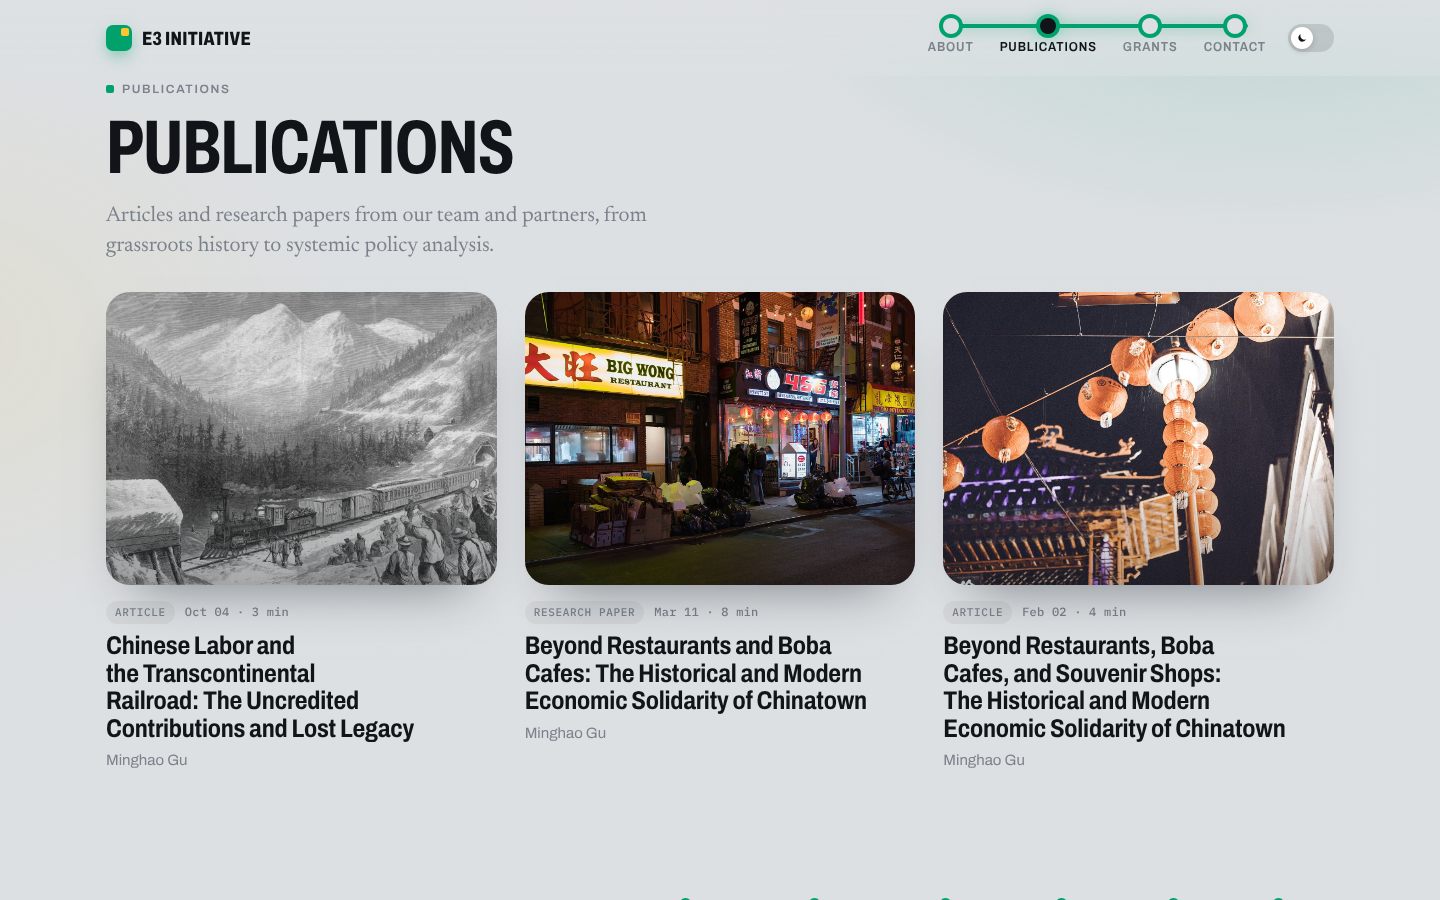 E3 INITIATIVE
ABOUT
PUBLICATIONS
GRANTS
CONTACT
PUBLICATIONS
PUBLICATIONS
Articles and research papers from our team and partners, from
grassroots history to systemic policy analysis.
大旺 BIG WONG
RESTAURANT
456
ARTICLE Oct 04 · 3 min
Chinese Labor and
the Transcontinental
Railroad: The Uncredited
Contributions and Lost Legacy
Minghao Gu
RESEARCH PAPER Mar 11 · 8 min
Beyond Restaurants and Boba
Cafes: The Historical and Modern
Economic Solidarity of Chinatown
Minghao Gu
ARTICLE Feb 02 · 4 min
Beyond Restaurants, Boba
Cafes, and Souvenir Shops:
The Historical and Modern
Economic Solidarity of Chinatown
Minghao Gu